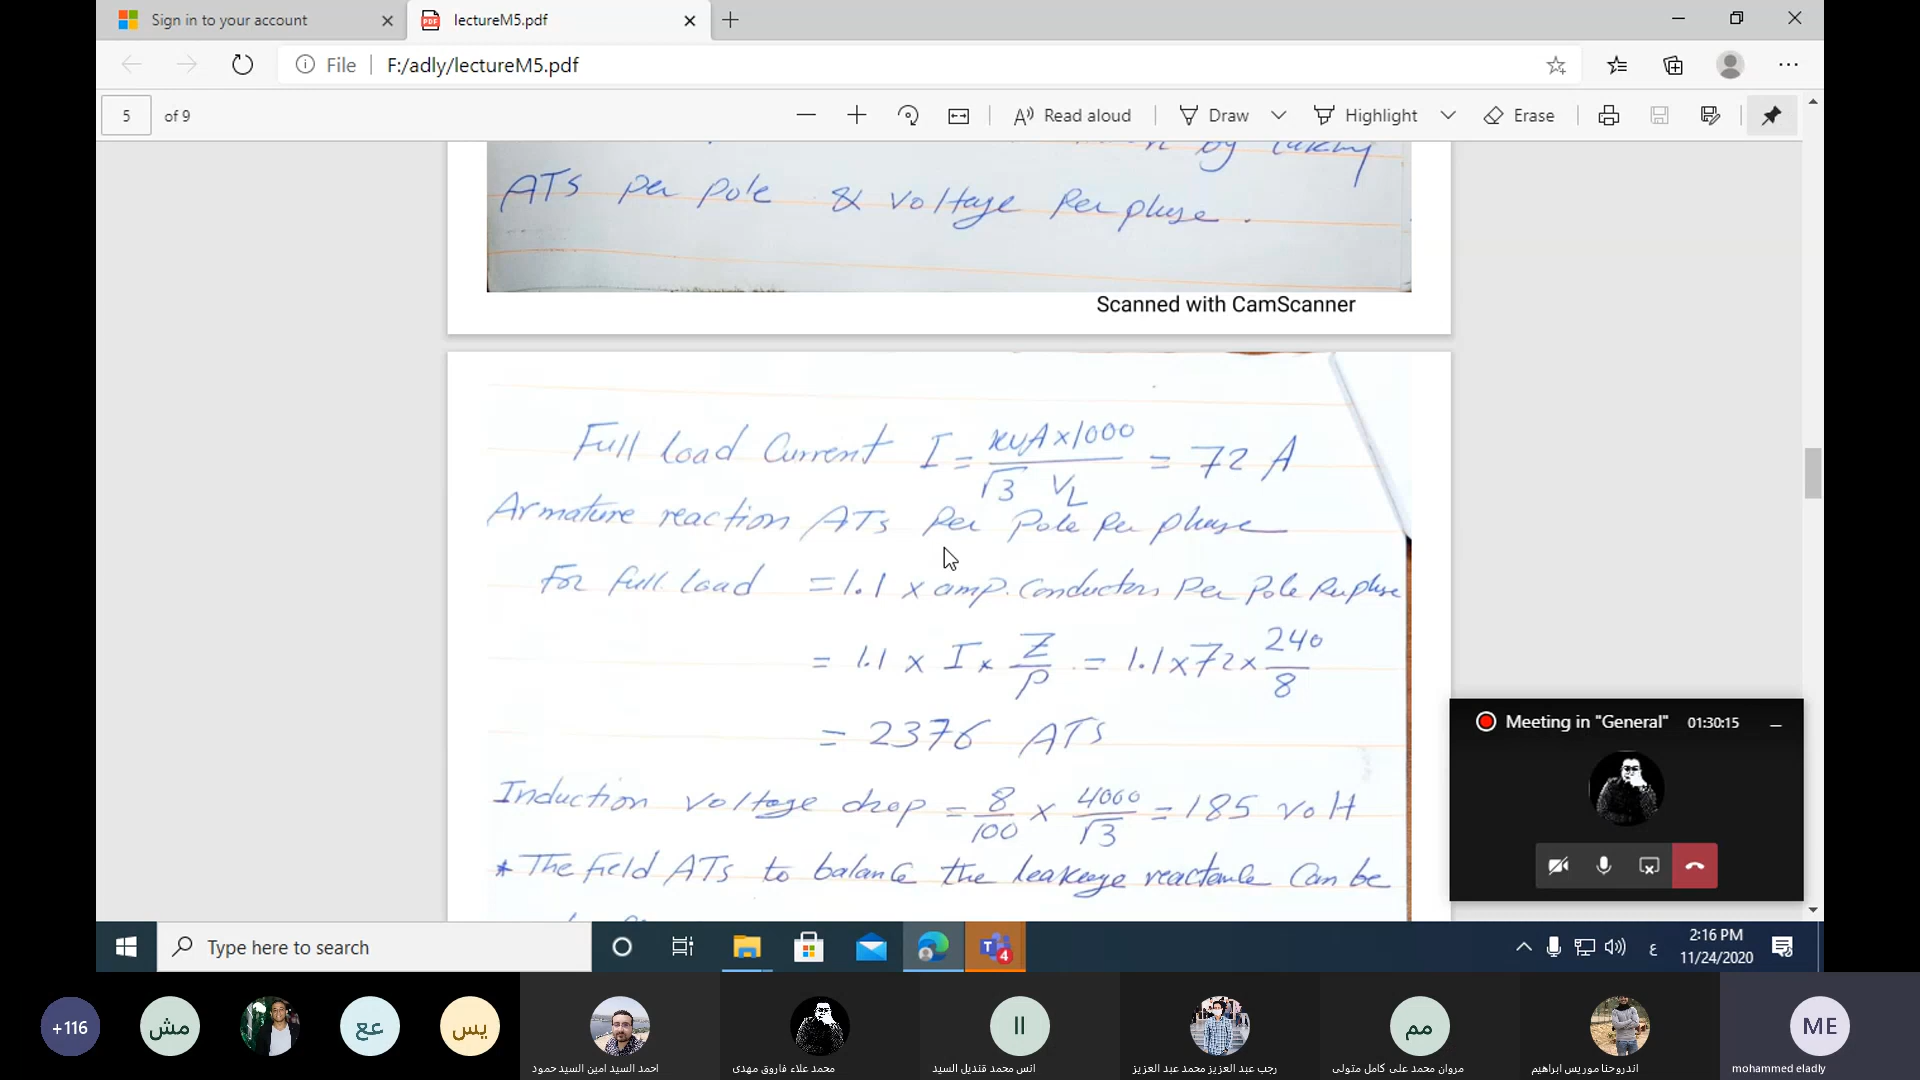 Sign in to your account
lectureM5.pdf
File
F:/adly/lectureM5.pdf
5 of 9
Read aloud
Draw
Highlight
Erase
by taking
ATs per pole & voltage per phase.
Scanned with CamScanner
Full Load Current I = KVA×1000 / √3 VL = 72 A
Armature reaction ATs per pole per phase
For full load = 1.1 × amp. conductors per pole per phase
= 1.1 × I × Z/P = 1.1×72× 240/8
= 2376 ATs
Induction voltage drop = 8/100 × 4000/√3 = 185 volt
* The field ATs to balance the leakage reactance can be
Meeting in "General" 01:30:15
Type here to search
4
ع
2:16 PM
11/24/2020
+116
مش
عع
يس
احمد السيد امين السيد حمود
محمد علاء فاروق مهدى
II
انس محمد قنديل السيد
رجب عبد العزيز محمد عبد العزيز
مم
مروان محمد على كامل متولى
اندروحنا موريس ابراهيم
ME
mohammed eladly